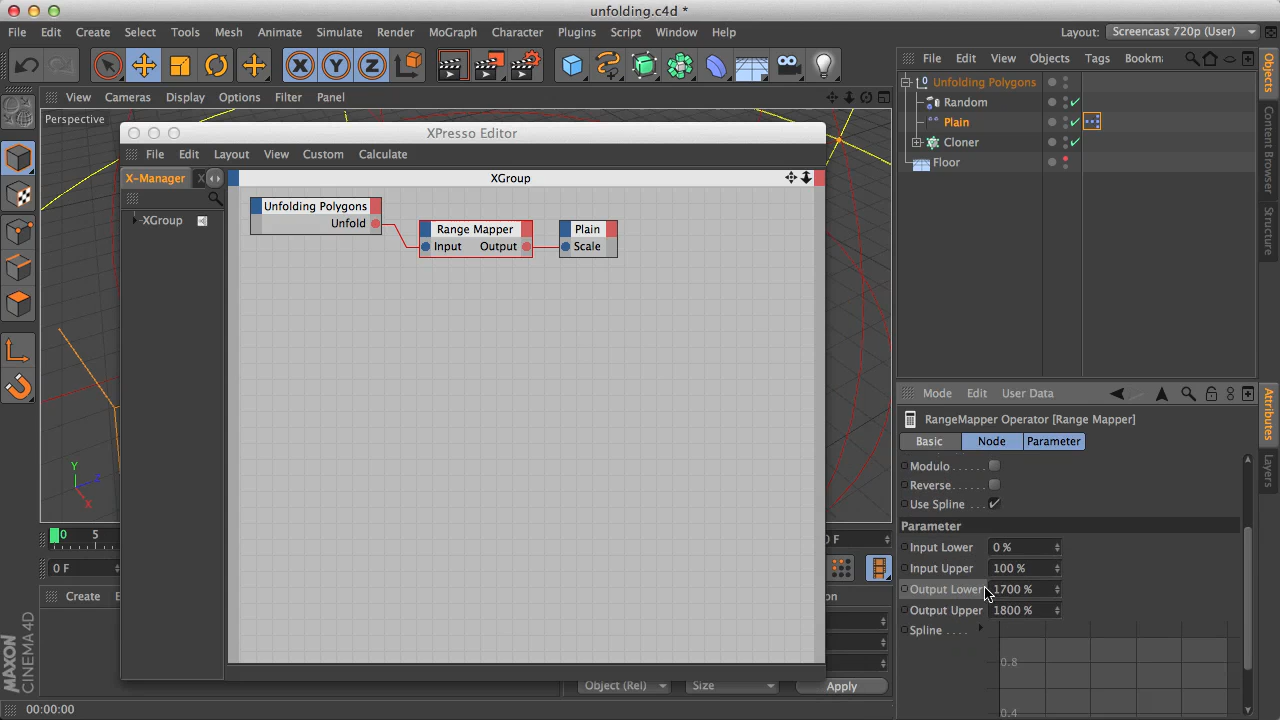 unfolding.c4d *
File Edit Create Select Tools Mesh Animate Simulate Render MoGraph Character Plugins Script Window Help
Layout: Screencast 720p (User)
X Y Z
File Edit View Objects Tags Bookm
View Cameras Display Options Filter Panel
Perspective
XPresso Editor
File Edit Layout View Custom Calculate
X-Manager X
XGroup
XGroup
Unfolding Polygons
Unfold
Range Mapper
Input Output
Plain
Scale
Unfolding Polygons
Random
Plain
Cloner
Floor
Objects
Content Browser
Structure
Mode Edit User Data
RangeMapper Operator [Range Mapper]
Basic Node Parameter
Modulo . . . . . .
Reverse . . . . . .
Use Spline . . .
Parameter
Input Lower 0 %
Input Upper 100 %
Output Lower 1700 %
Output Upper 1800 %
Spline . . . .
0.8
0.4
Attributes
Layers
Y
Z
X
0 5
0 F
0 F
Create E
on
Object (Rel) Size Apply
MAXON
CINEMA 4D
00:00:00